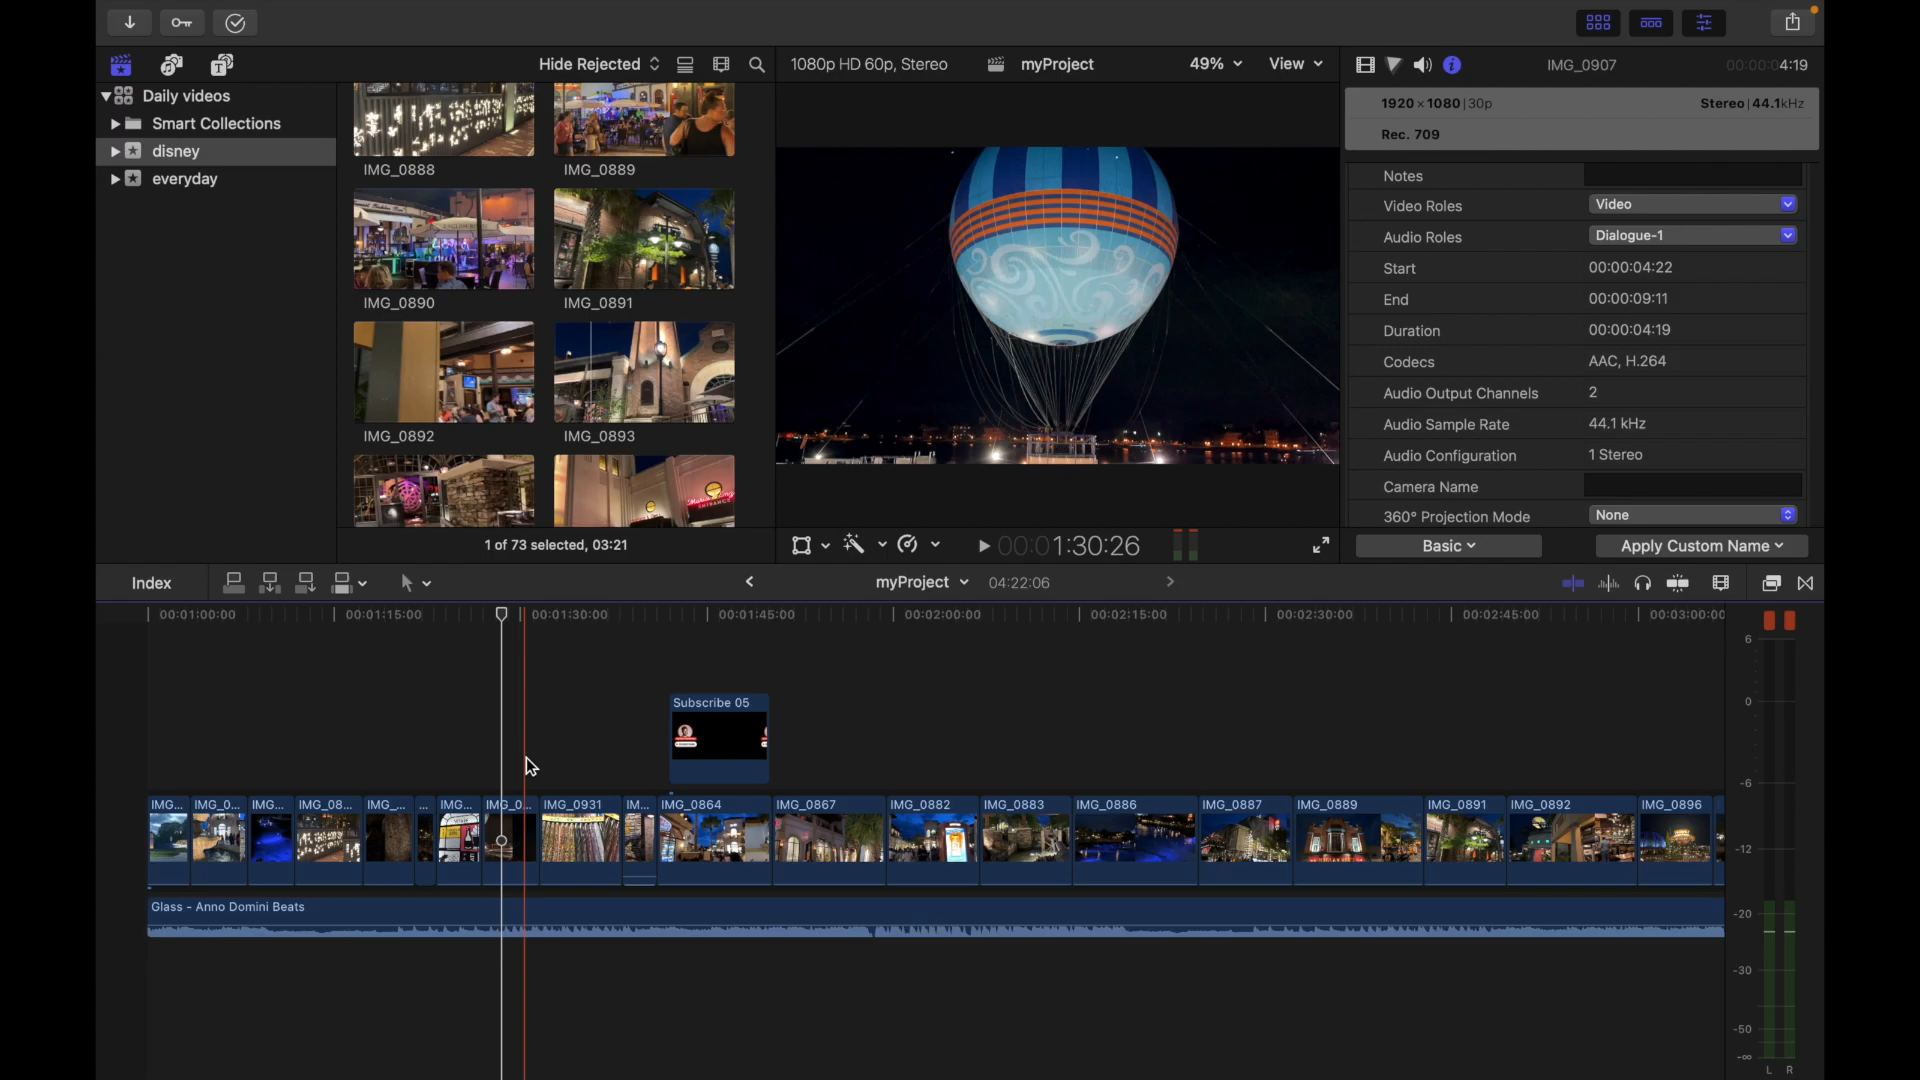 Hide Rejected
1080p HD 60p, Stereo
myProject
49%
View
IMG_0907
00:00:04:19
Daily videos
Smart Collections
disney
everyday
IMG_0888
IMG_0889
IMG_0890
IMG_0891
IMG_0892
IMG_0893
1 of 73 selected, 03:21
1920 × 1080 | 30p
Stereo | 44.1kHz
Rec. 709
Notes
Video Roles
Video
Audio Roles
Dialogue-1
Start
00:00:04:22
End
00:00:09:11
Duration
00:00:04:19
Codecs
AAC, H.264
Audio Output Channels
2
Audio Sample Rate
44.1 kHz
Audio Configuration
1 Stereo
Camera Name
360° Projection Mode
None
00:01:30:26
Basic
Apply Custom Name
Index
myProject
04:22:06
00:01:00:00
00:01:15:00
00:01:30:00
00:01:45:00
00:02:00:00
00:02:15:00
00:02:30:00
00:02:45:00
00:03:00:00
Subscribe 05
IMG...
IMG_0...
IMG...
IMG_08...
IMG_...
...
IMG...
IMG_0...
IMG_0931
IM...
IMG_0864
IMG_0867
IMG_0882
IMG_0883
IMG_0886
IMG_0887
IMG_0889
IMG_0891
IMG_0892
IMG_0896
Glass - Anno Domini Beats
6
0
-6
-12
-20
-30
-50
-∞
L R